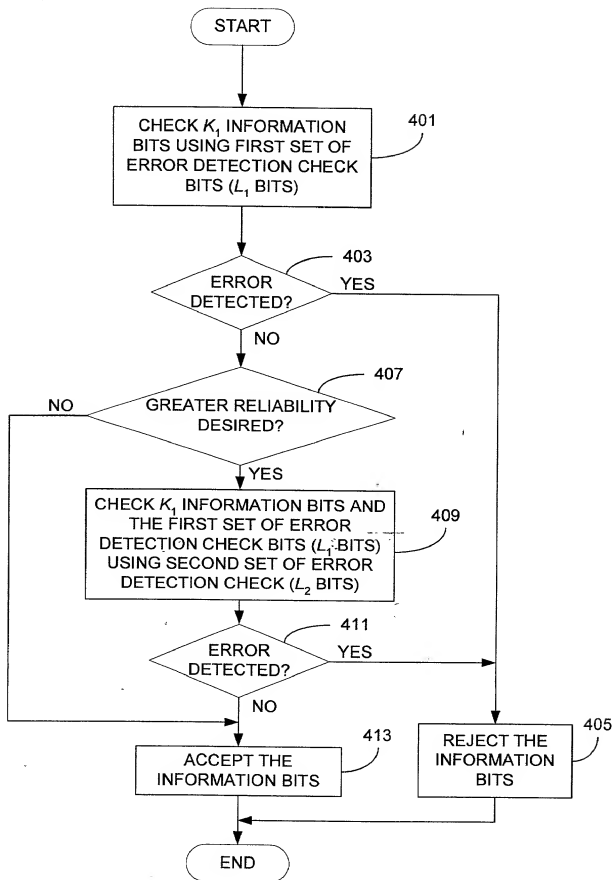 START
CHECK K₁ INFORMATION
BITS USING FIRST SET OF
ERROR DETECTION CHECK
BITS (L₁ BITS)
401
403
ERROR
DETECTED?
YES
NO
407
NO
GREATER RELIABILITY
DESIRED?
YES
CHECK K₁ INFORMATION BITS AND
THE FIRST SET OF ERROR
DETECTION CHECK BITS (L₁ BITS)
USING SECOND SET OF ERROR
DETECTION CHECK (L₂ BITS)
409
411
ERROR
DETECTED?
YES
NO
413
ACCEPT THE
INFORMATION BITS
405
REJECT THE
INFORMATION
BITS
END